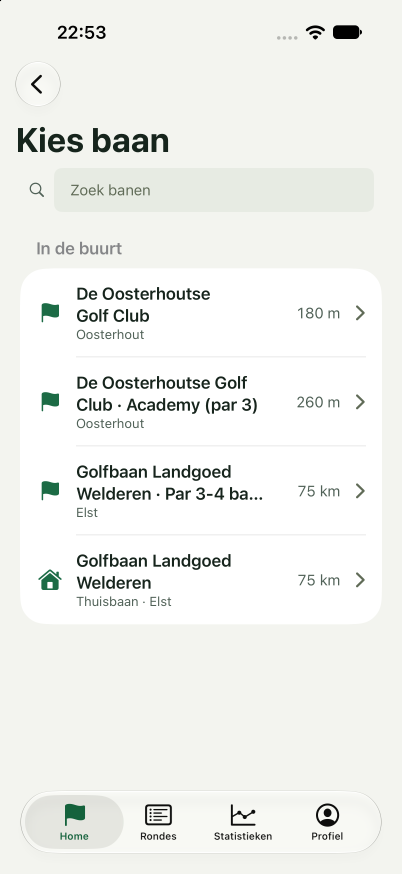 22:53
Kies baan
Zoek banen
In de buurt
De Oosterhoutse
Golf Club
180 m
Oosterhout
De Oosterhoutse Golf
Club · Academy (par 3)
260 m
Oosterhout
Golfbaan Landgoed
Welderen · Par 3-4 ba...
75 km
Elst
Golfbaan Landgoed
Welderen
75 km
Thuisbaan · Elst
Home
Rondes
Statistieken
Profiel